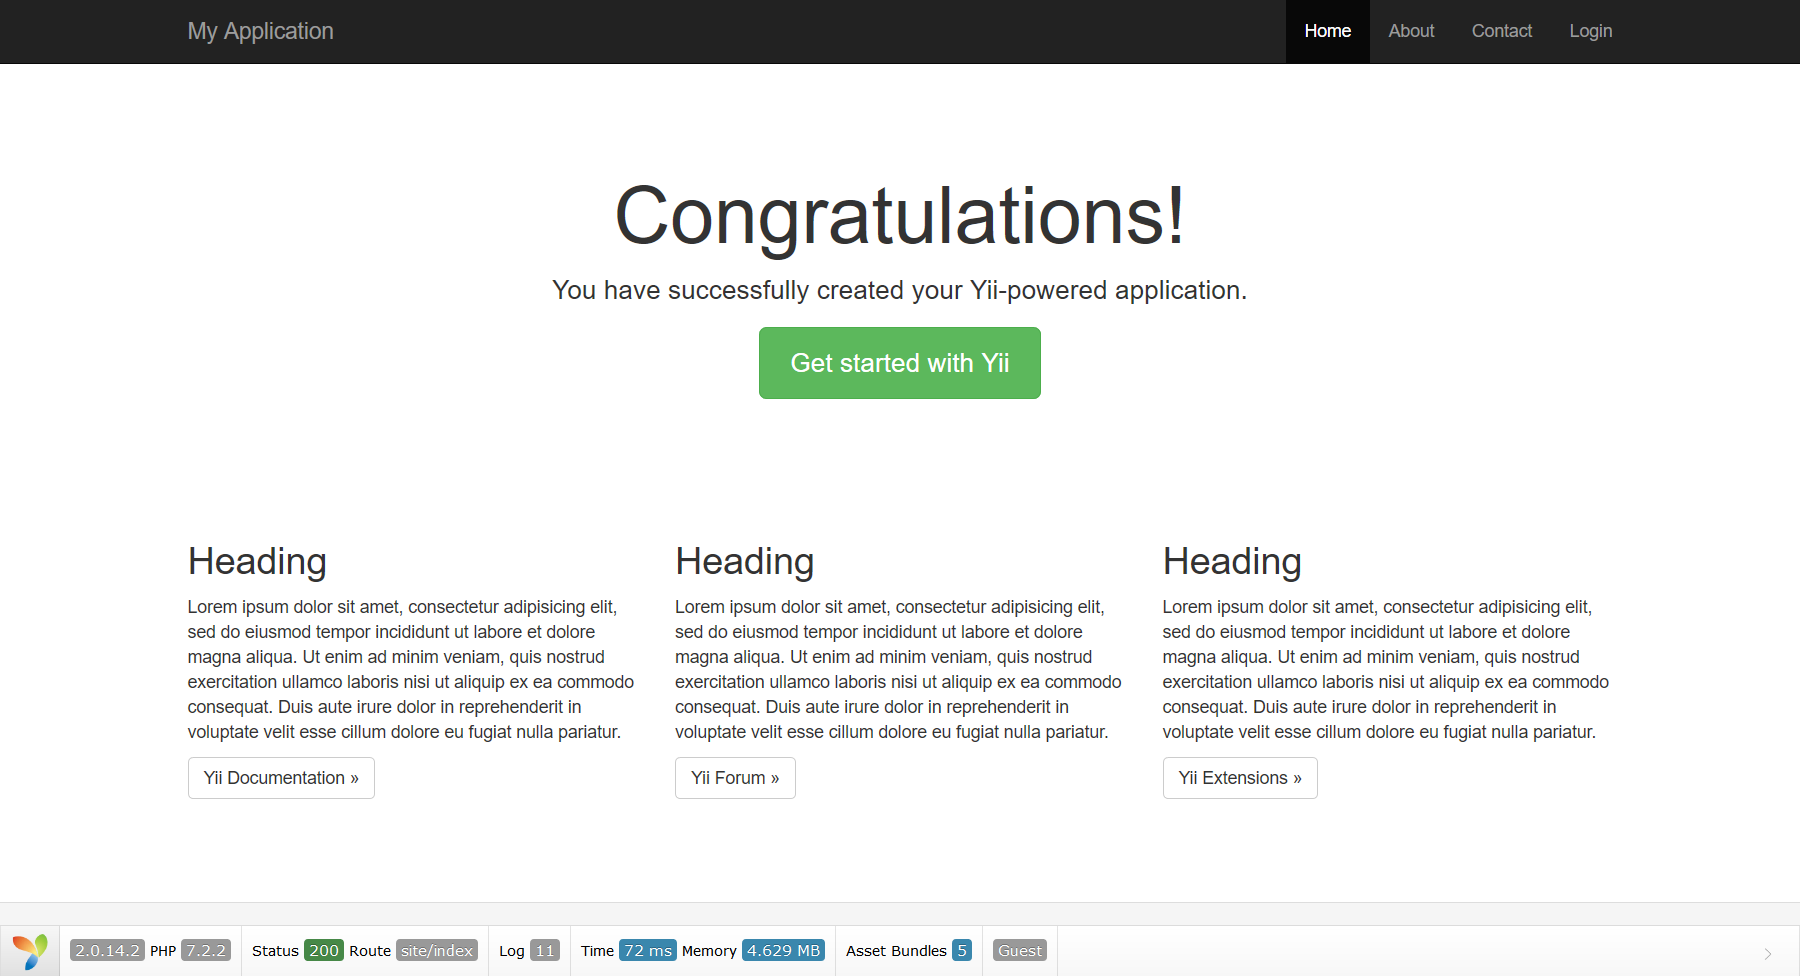 My Application
Home About Contact Login
Congratulations!
You have successfully created your Yii-powered application.
Get started with Yii
Heading
Lorem ipsum dolor sit amet, consectetur adipisicing elit,
sed do eiusmod tempor incididunt ut labore et dolore
magna aliqua. Ut enim ad minim veniam, quis nostrud
exercitation ullamco laboris nisi ut aliquip ex ea commodo
consequat. Duis aute irure dolor in reprehenderit in
voluptate velit esse cillum dolore eu fugiat nulla pariatur.
Yii Documentation »
Heading
Lorem ipsum dolor sit amet, consectetur adipisicing elit,
sed do eiusmod tempor incididunt ut labore et dolore
magna aliqua. Ut enim ad minim veniam, quis nostrud
exercitation ullamco laboris nisi ut aliquip ex ea commodo
consequat. Duis aute irure dolor in reprehenderit in
voluptate velit esse cillum dolore eu fugiat nulla pariatur.
Yii Forum »
Heading
Lorem ipsum dolor sit amet, consectetur adipisicing elit,
sed do eiusmod tempor incididunt ut labore et dolore
magna aliqua. Ut enim ad minim veniam, quis nostrud
exercitation ullamco laboris nisi ut aliquip ex ea commodo
consequat. Duis aute irure dolor in reprehenderit in
voluptate velit esse cillum dolore eu fugiat nulla pariatur.
Yii Extensions »
2.0.14.2 PHP 7.2.2 Status 200 Route site/index Log 11 Time 72 ms Memory 4.629 MB Asset Bundles 5 Guest